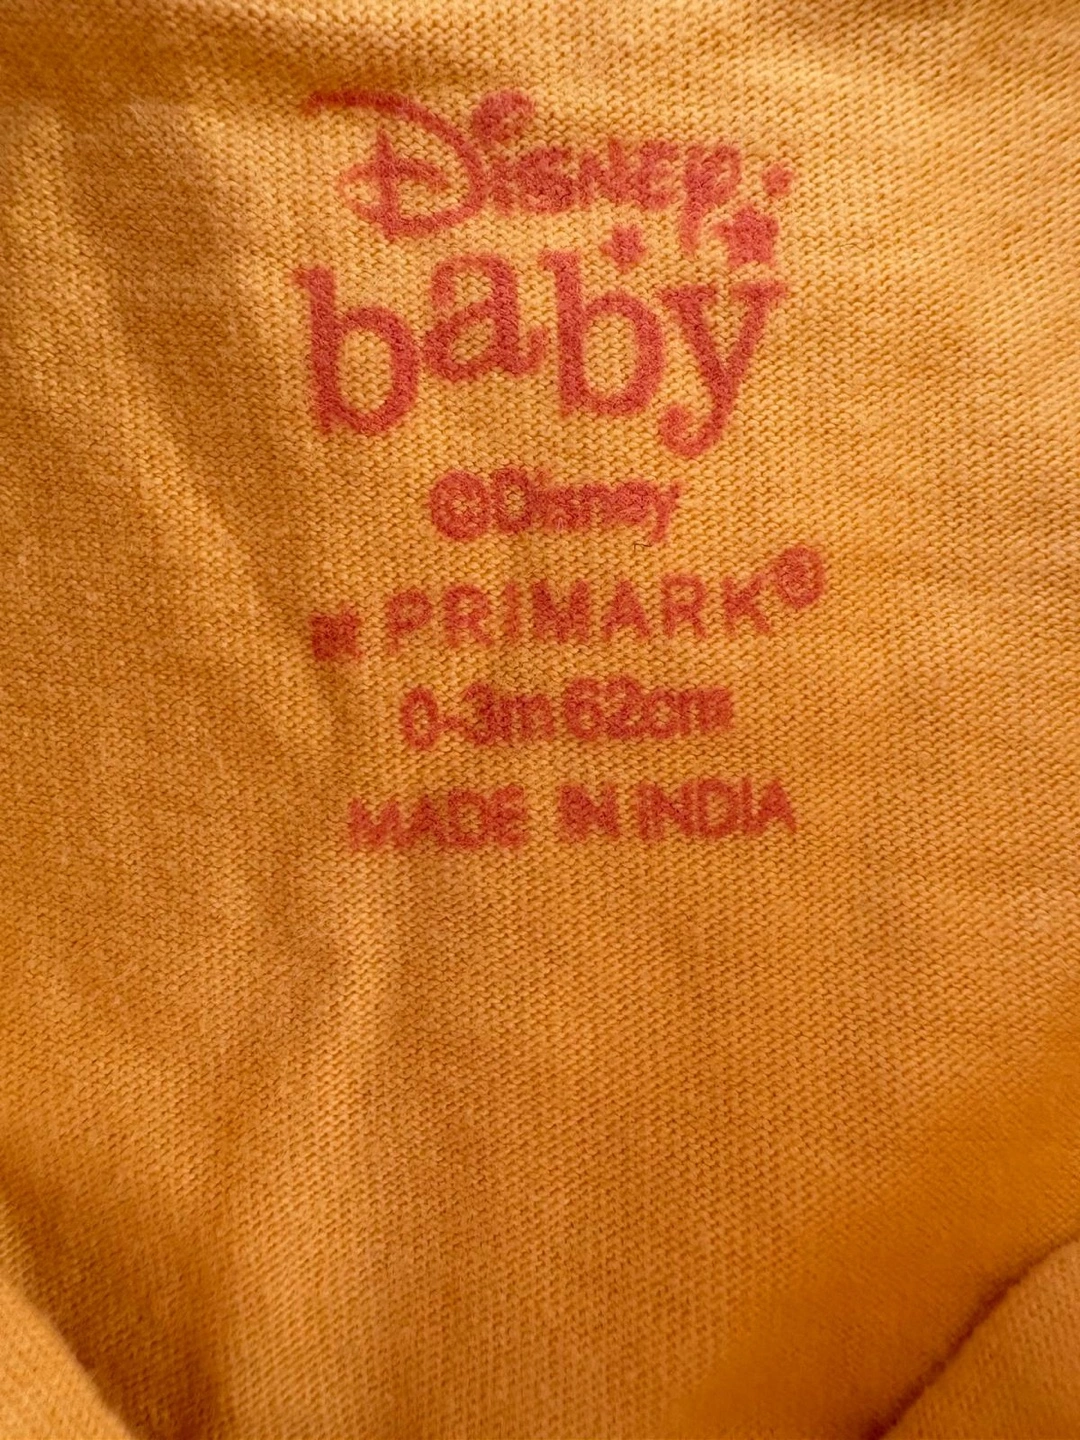 Disney
baby
©Disney
PRIMARK®
0-3m 62cm
MADE IN INDIA